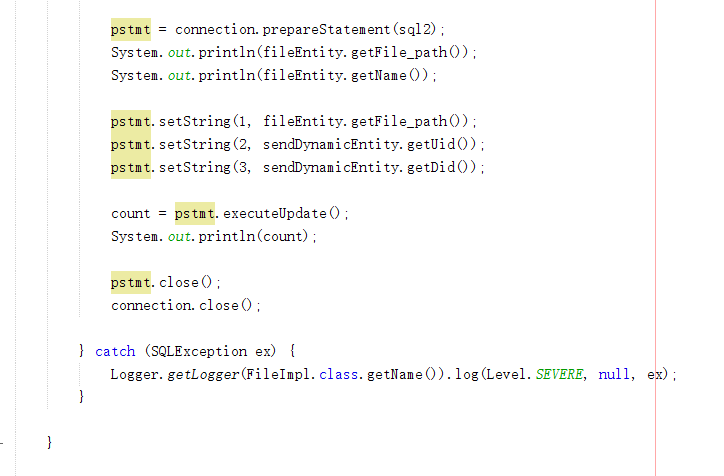 pstmt = connection.prepareStatement(sql2);
System.out.println(fileEntity.getFile_path());
System.out.println(fileEntity.getName());
pstmt.setString(1, fileEntity.getFile_path());
pstmt.setString(2, sendDynamicEntity.getUid());
pstmt.setString(3, sendDynamicEntity.getDid());
count = pstmt.executeUpdate();
System.out.println(count);
pstmt.close();
connection.close();
} catch (SQLException ex) {
Logger.getLogger(FileImpl.class.getName()).log(Level.SEVERE, null, ex);
}
}